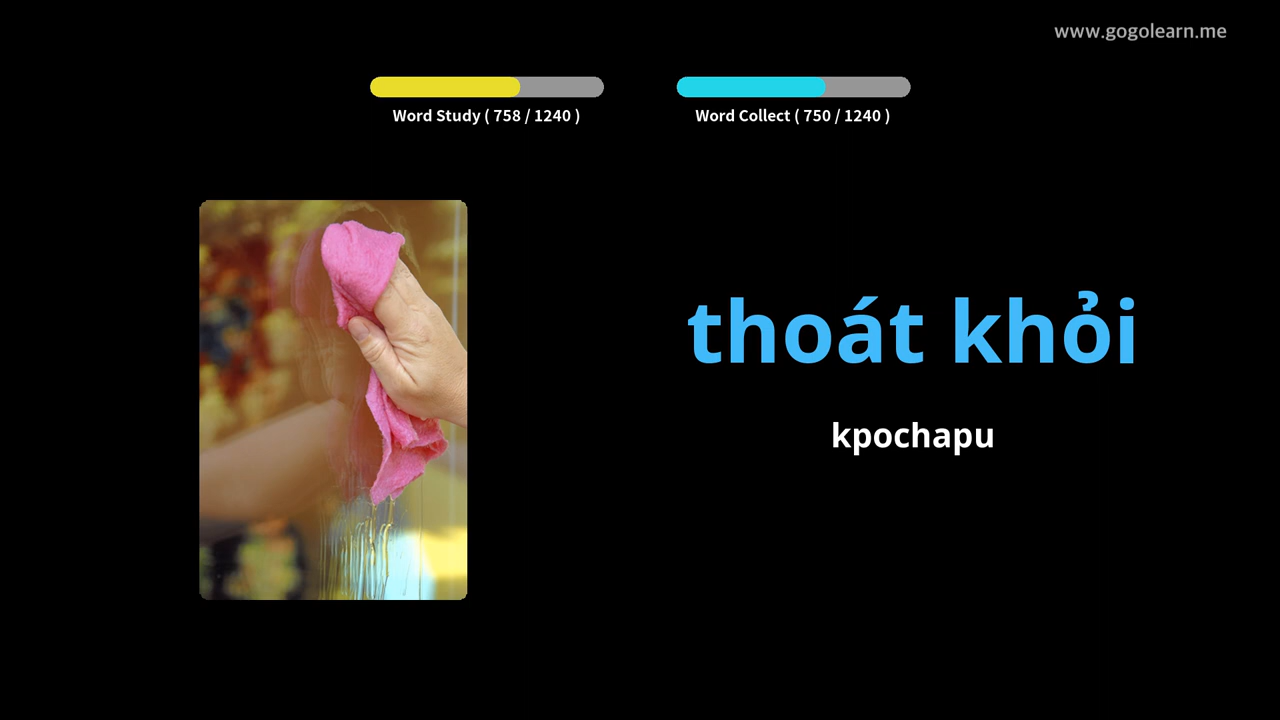 www.gogolearn.me
Word Study ( 758 / 1240 )
Word Collect ( 750 / 1240 )
thoát khỏi
kpochapu